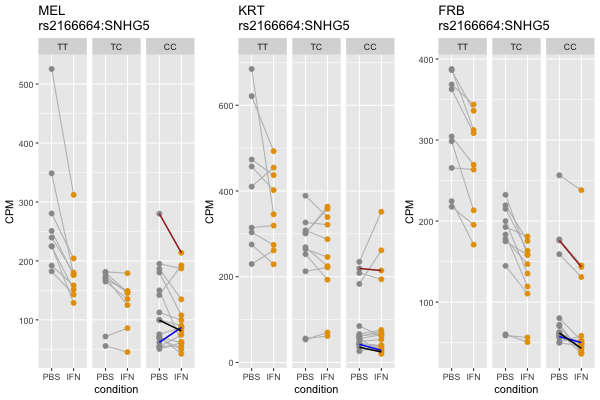 MEL
rs2166664:SNHG5
TT TC CC
CPM
500
400
300
200
100
PBS IFN PBS IFN PBS IFN
condition
KRT
rs2166664:SNHG5
TT TC CC
CPM
600
400
200
0
PBS IFN PBS IFN PBS IFN
condition
FRB
rs2166664:SNHG5
TT TC CC
CPM
400
300
200
100
PBS IFN PBS IFN PBS IFN
condition